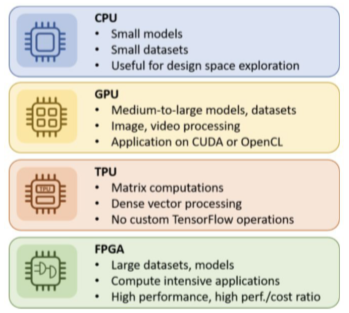 CPU
• Small models
• Small datasets
• Useful for design space exploration
GPU
• Medium-to-large models, datasets
• Image, video processing
• Application on CUDA or OpenCL
TPU
TPU
• Matrix computations
• Dense vector processing
• No custom TensorFlow operations
FPGA
• Large datasets, models
• Compute intensive applications
• High performance, high perf./cost ratio